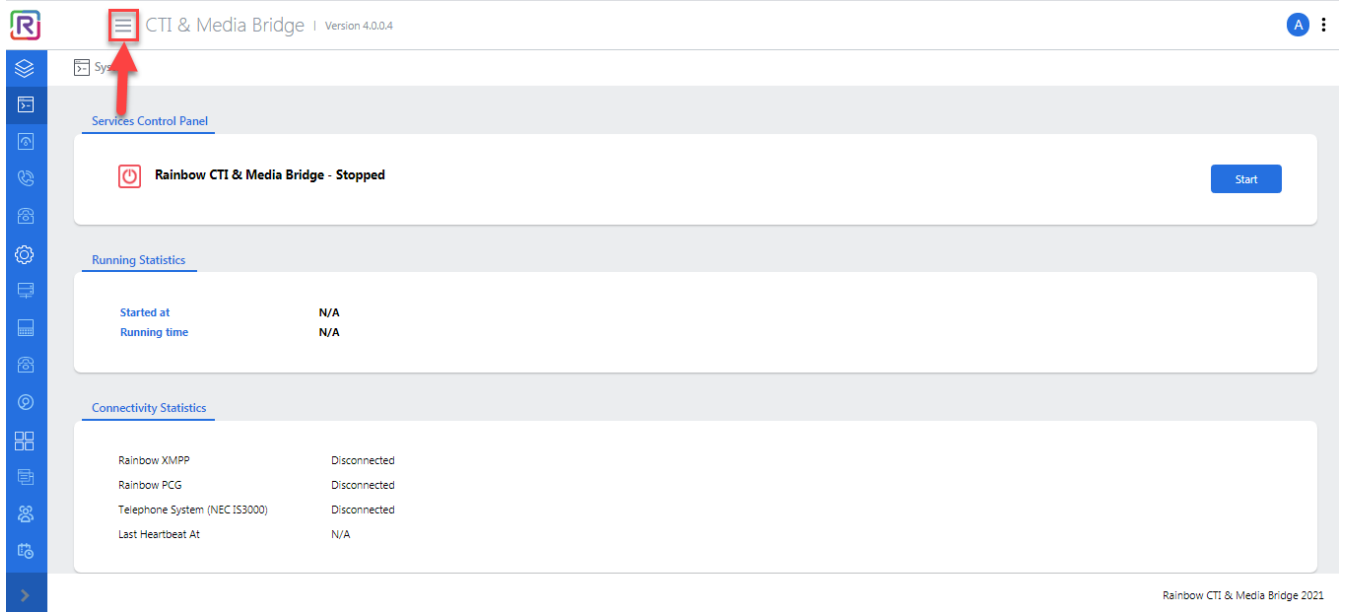 R
CTI & Media Bridge | Version 4.0.0.4
A
Services Control Panel
Rainbow CTI & Media Bridge - Stopped
Start
Running Statistics
Started at N/A
Running time N/A
Connectivity Statistics
Rainbow XMPP Disconnected
Rainbow PCG Disconnected
Telephone System (NEC IS3000) Disconnected
Last Heartbeat At N/A
Rainbow CTI & Media Bridge 2021